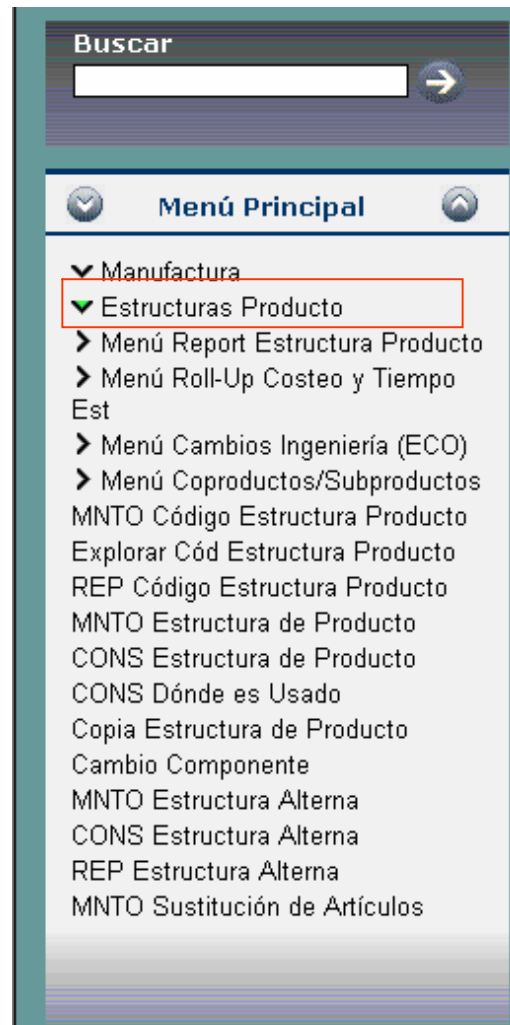 Buscar
Menú Principal
Manufactura
Estructuras Producto
Menú Report Estructura Producto
Menú Roll-Up Costeo y Tiempo
Est
Menú Cambios Ingeniería (ECO)
Menú Coproductos/Subproductos
MNTO Código Estructura Producto
Explorar Cód Estructura Producto
REP Código Estructura Producto
MNTO Estructura de Producto
CONS Estructura de Producto
CONS Dónde es Usado
Copia Estructura de Producto
Cambio Componente
MNTO Estructura Alterna
CONS Estructura Alterna
REP Estructura Alterna
MNTO Sustitución de Artículos